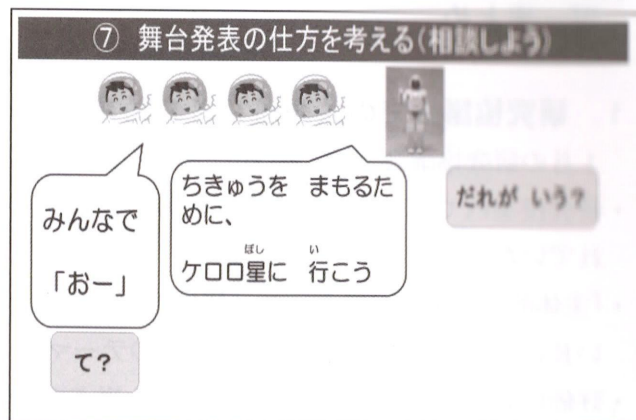 ⑦ 舞台発表の仕方を考える(相談しよう)
みんなで
「おー」
ちきゅうを まもるた
めに、
ケロロ星に 行こう
ぼし い
だれが いう？
て？